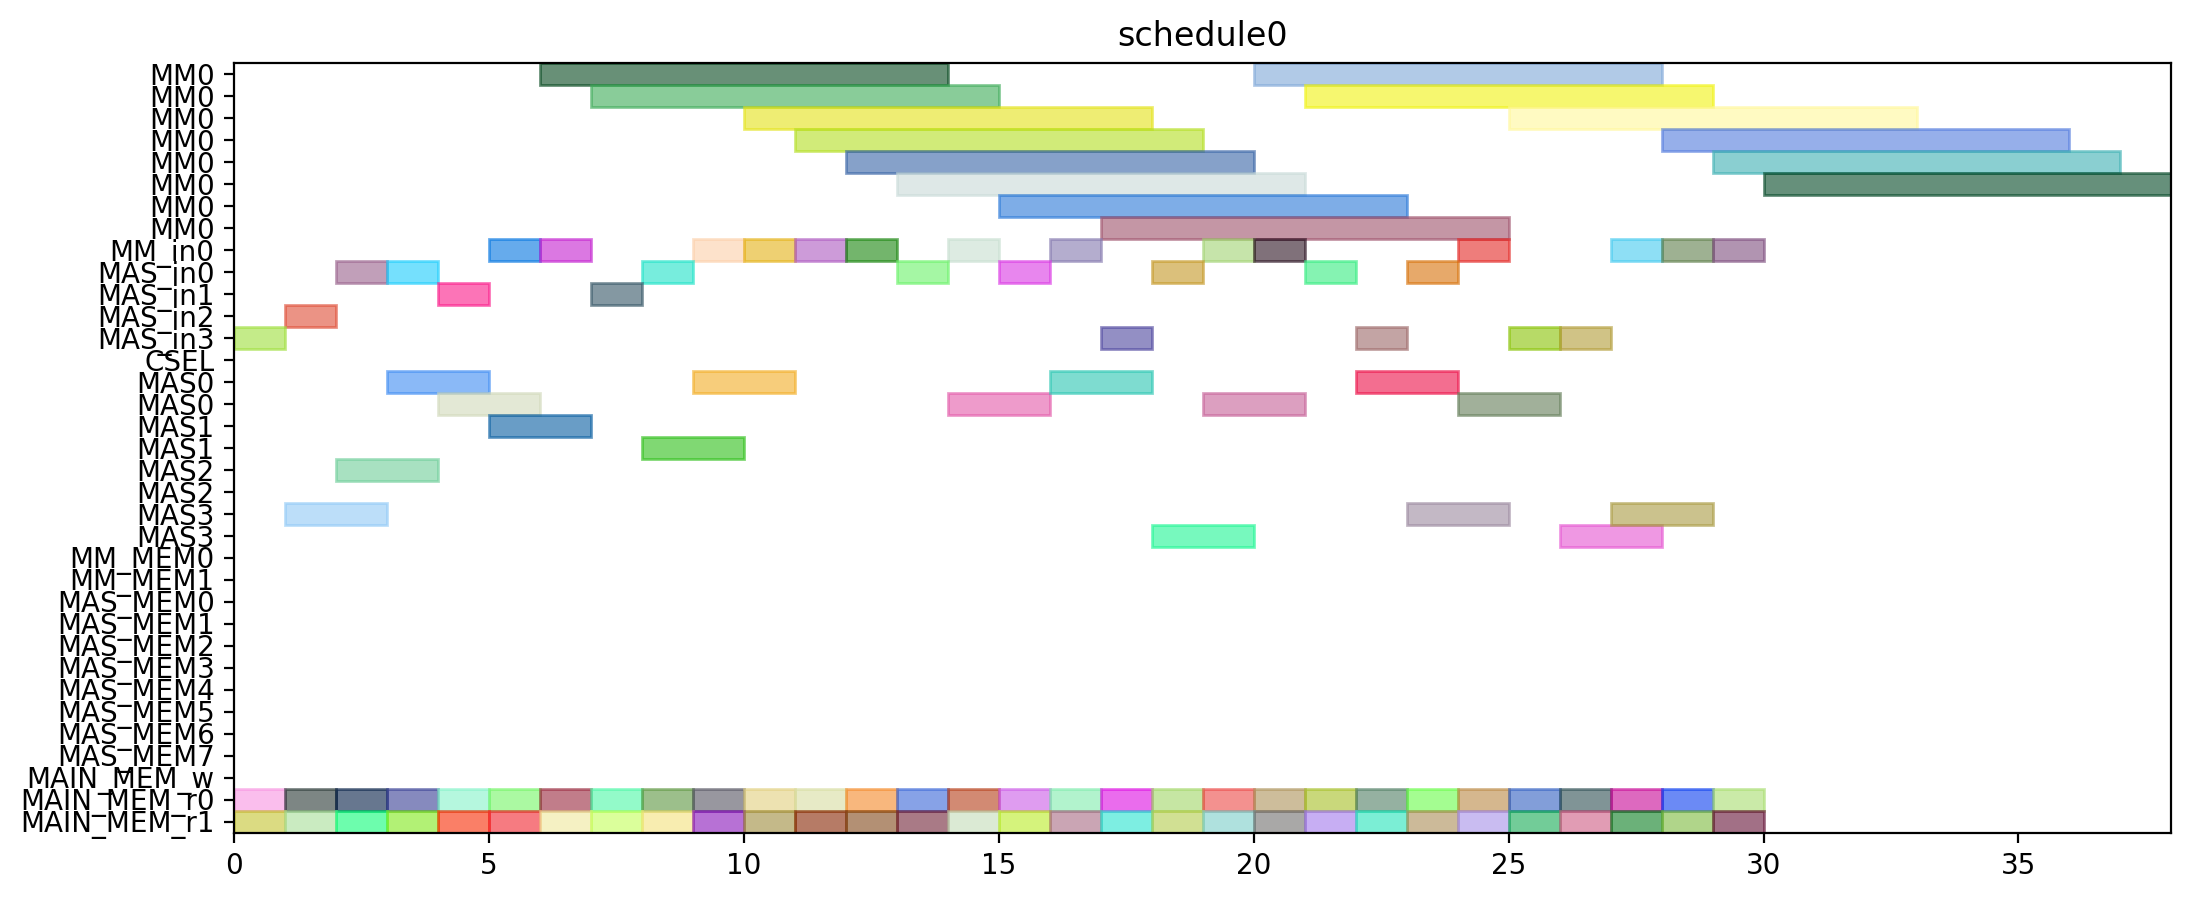 schedule0
MM0
MM0
MM0
MM0
MM0
MM0
MM0
MM0
MM_in0
MAS_in0
MAS_in1
MAS_in2
MAS_in3
CSEL
MAS0
MAS0
MAS1
MAS1
MAS2
MAS2
MAS3
MAS3
MM_MEM0
MM_MEM1
MAS_MEM0
MAS_MEM1
MAS_MEM2
MAS_MEM3
MAS_MEM4
MAS_MEM5
MAS_MEM6
MAS_MEM7
MAIN_MEM_w
MAIN_MEM_r0
MAIN_MEM_r1
0 5 10 15 20 25 30 35